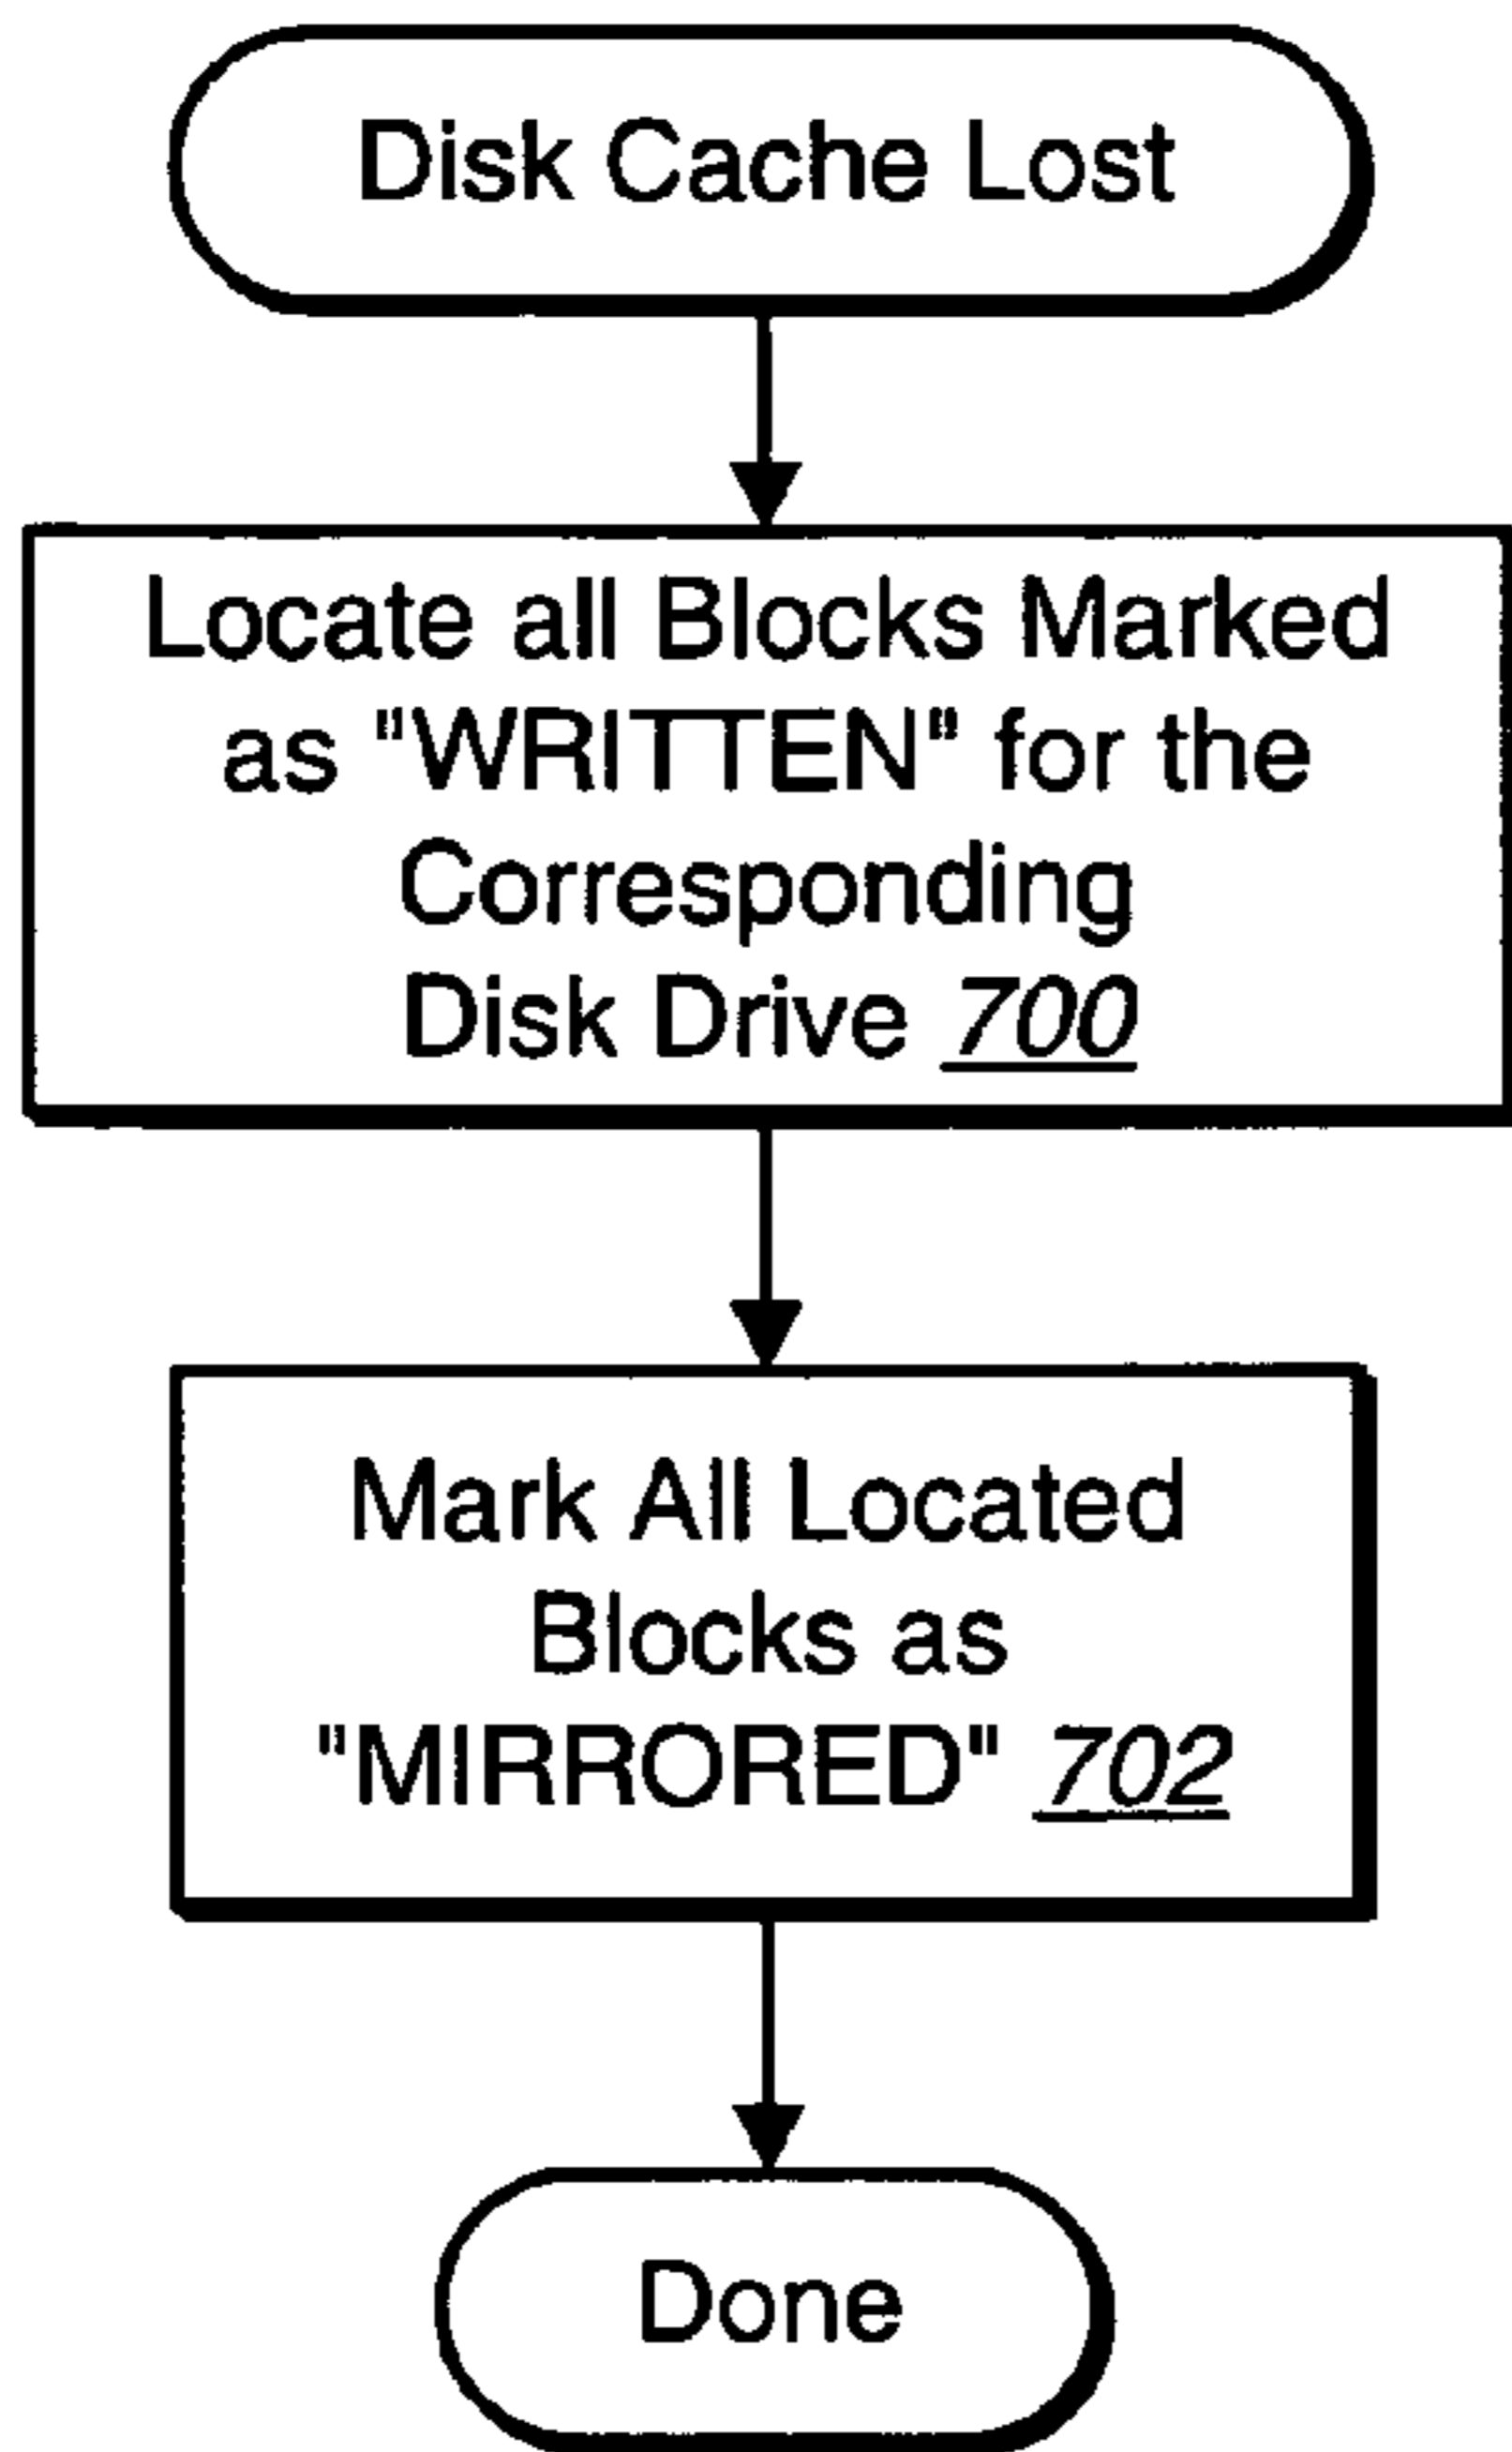 Disk Cache Lost
Locate all Blocks Marked
as "WRITTEN" for the
Corresponding
Disk Drive 700
Mark All Located
Blocks as
"MIRRORED" 702
Done